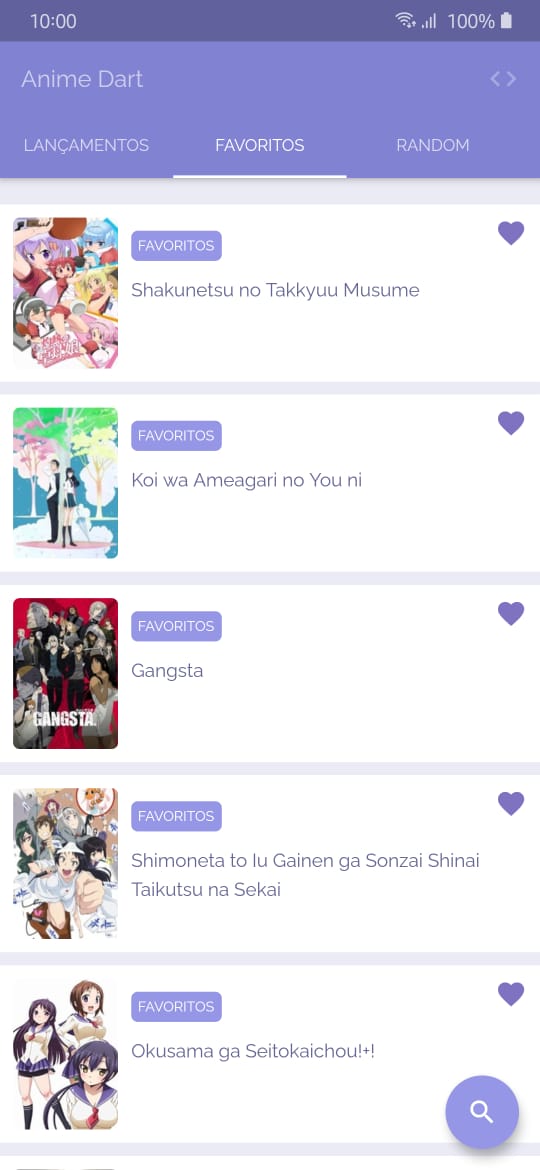 10:00
100%
Anime Dart
LANÇAMENTOS
FAVORITOS
RANDOM
FAVORITOS
Shakunetsu no Takkyuu Musume
FAVORITOS
Koi wa Ameagari no You ni
FAVORITOS
Gangsta
GANGSTA.
FAVORITOS
Shimoneta to Iu Gainen ga Sonzai Shinai
Taikutsu na Sekai
FAVORITOS
Okusama ga Seitokaichou!+!